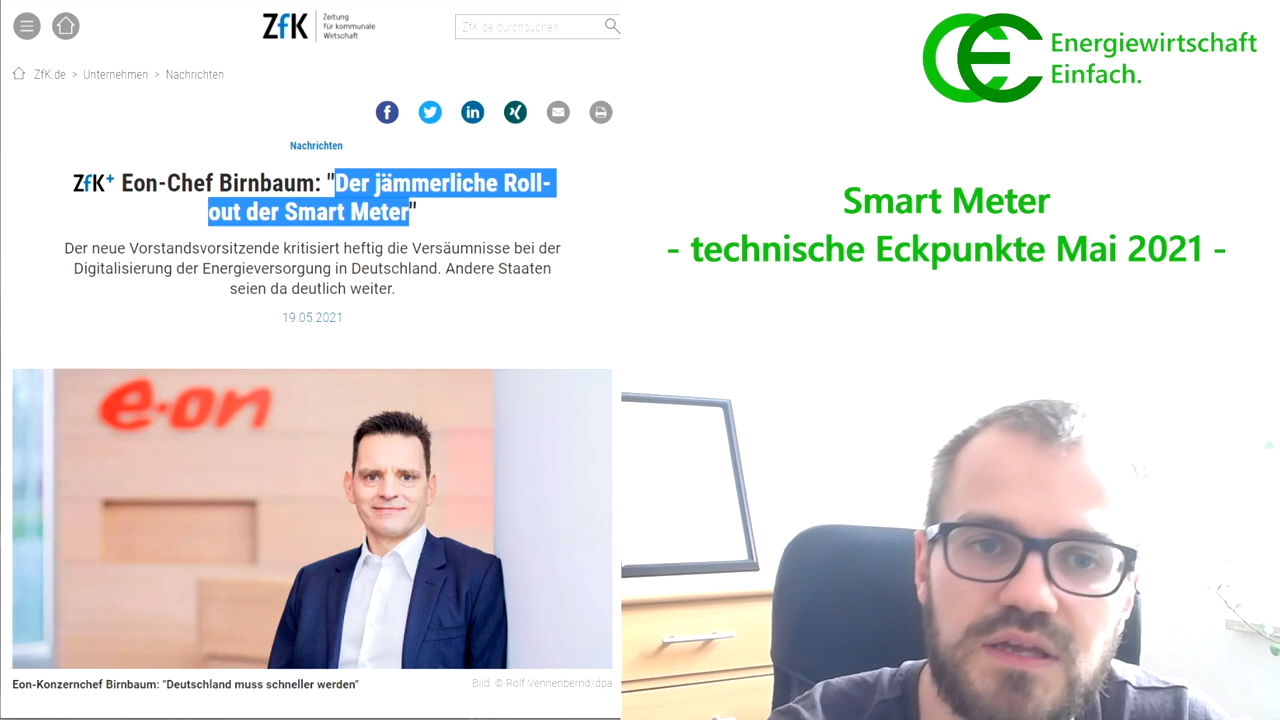 ZfK
Zeitung
für kommunale
Wirtschaft
ZfK.de durchsuchen
ZfK.de > Unternehmen > Nachrichten
Nachrichten
ZfK+ Eon-Chef Birnbaum: "Der jämmerliche Roll-
out der Smart Meter"
Der neue Vorstandsvorsitzende kritisiert heftig die Versäumnisse bei der
Digitalisierung der Energieversorgung in Deutschland. Andere Staaten
seien da deutlich weiter.
19.05.2021
e·on
Eon-Konzernchef Birnbaum: "Deutschland muss schneller werden"
Bild: © Rolf Vennenbernd/dpa
Energiewirtschaft
Einfach.
Smart Meter
- technische Eckpunkte Mai 2021 -